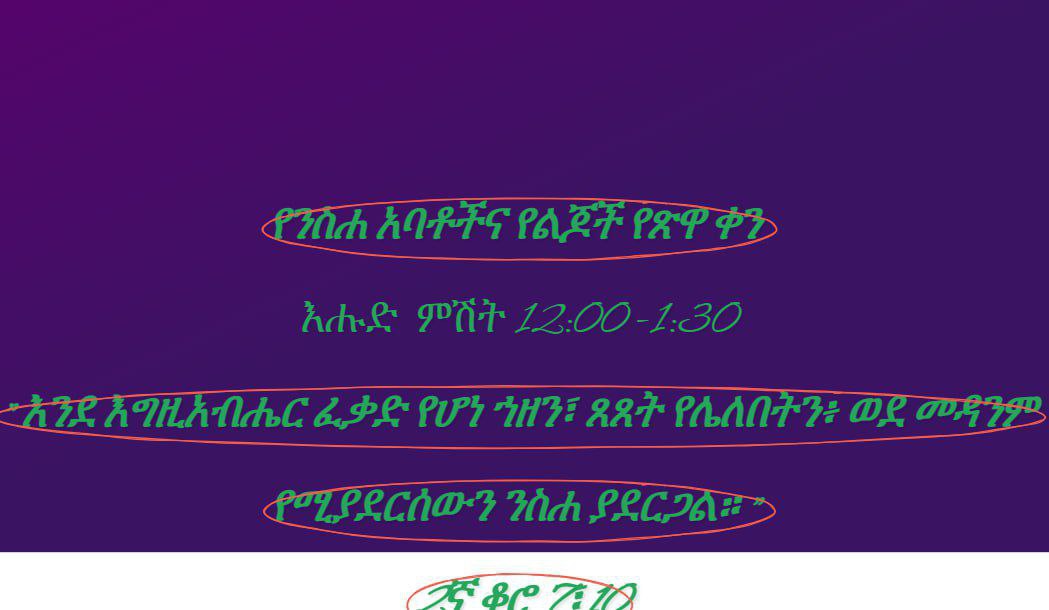 የንስሐ አባቶችና የልጆች የጽዋ ቀን
እሑድ ምሽት 12:00 -1:30
" እንደ እግዚአብሔር ፈቃድ የሆነ ኀዘን፣ ጸጸት የሌለበትን፥ ወደ መዳንም
የሚያደርሰውን ንስሐ ያደርጋል። "
2ኛ ቆሮ 7፡10